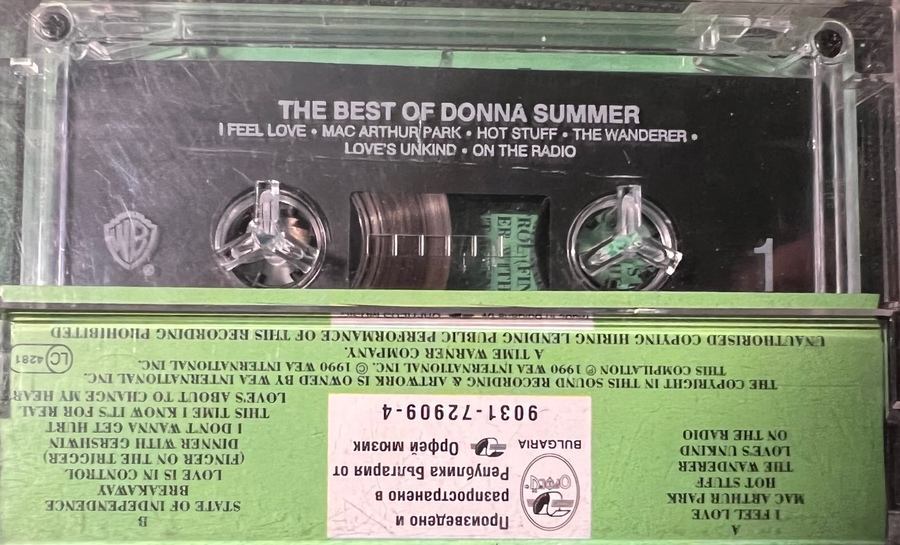 THE BEST OF DONNA SUMMER
I FEEL LOVE • MAC ARTHUR PARK • HOT STUFF • THE WANDERER •
LOVE'S UNKIND • ON THE RADIO
WB
®
1
A
I FEEL LOVE
MAC ARTHUR PARK
HOT STUFF
THE WANDERER
LOVE'S UNKIND
ON THE RADIO
Произведено и
разпространено в
Република България от
Орфей мюзик
BULGARIA
9031-72909-4
B
STATE OF INDEPENDENCE
BREAKAWAY
LOVE IS IN CONTROL
(FINGER ON THE TRIGGER)
DINNER WITH GERSHWIN
I DON'T WANNA GET HURT
THIS TIME I KNOW IT'S FOR REAL
LOVE'S ABOUT TO CHANGE MY HEART
THE COPYRIGHT IN THIS SOUND RECORDING & ARTWORK IS OWNED BY WEA INTERNATIONAL INC.
THIS COMPILATION ℗ 1990 WEA INTERNATIONAL INC. © 1990 WEA INTERNATIONAL INC.
A TIME WARNER COMPANY.
UNAUTHORISED COPYING HIRING LENDING PUBLIC PERFORMANCE OF THIS RECORDING PROHIBITED
LC 4281